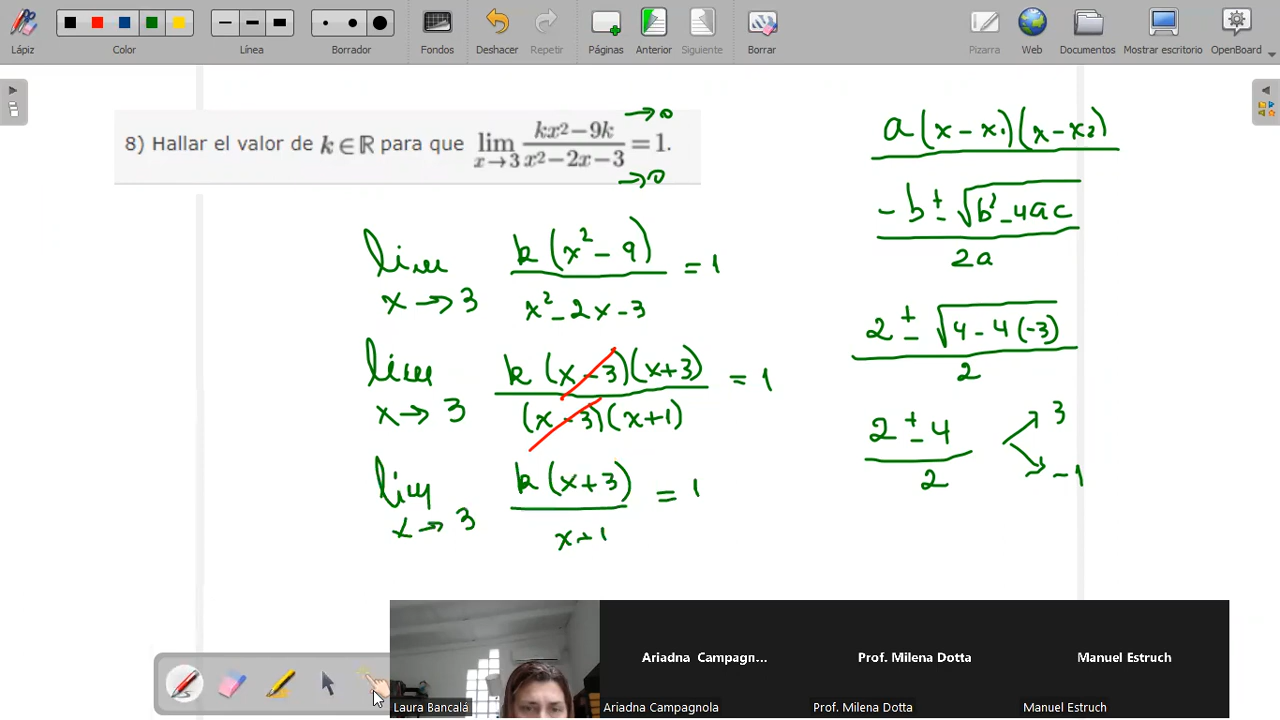 Lápiz Color Línea Borrador Fondos Deshacer Repetir Páginas Anterior Siguiente Borrar Pizarra Web Documentos Mostrar escritorio OpenBoard
8) Hallar el valor de k ∈ ℝ para que lim x→3 (kx² − 9k)/(x² − 2x − 3) = 1.
→0
→0
lim x→3 k(x² − 9)/(x² − 2x − 3) = 1
lim x→3 k(x − 3)(x + 3)/((x − 3)(x + 1)) = 1
lim x→3 k(x + 3)/(x + 1) = 1
a(x − x₁)(x − x₂)
(−b ± √(b² − 4ac))/2a
(2 ± √(4 − 4(−3)))/2
(2 ± 4)/2 → 3
→ −1
Ariadna Campagn... Prof. Milena Dotta Manuel Estruch
Laura Bancalá Ariadna Campagnola Prof. Milena Dotta Manuel Estruch